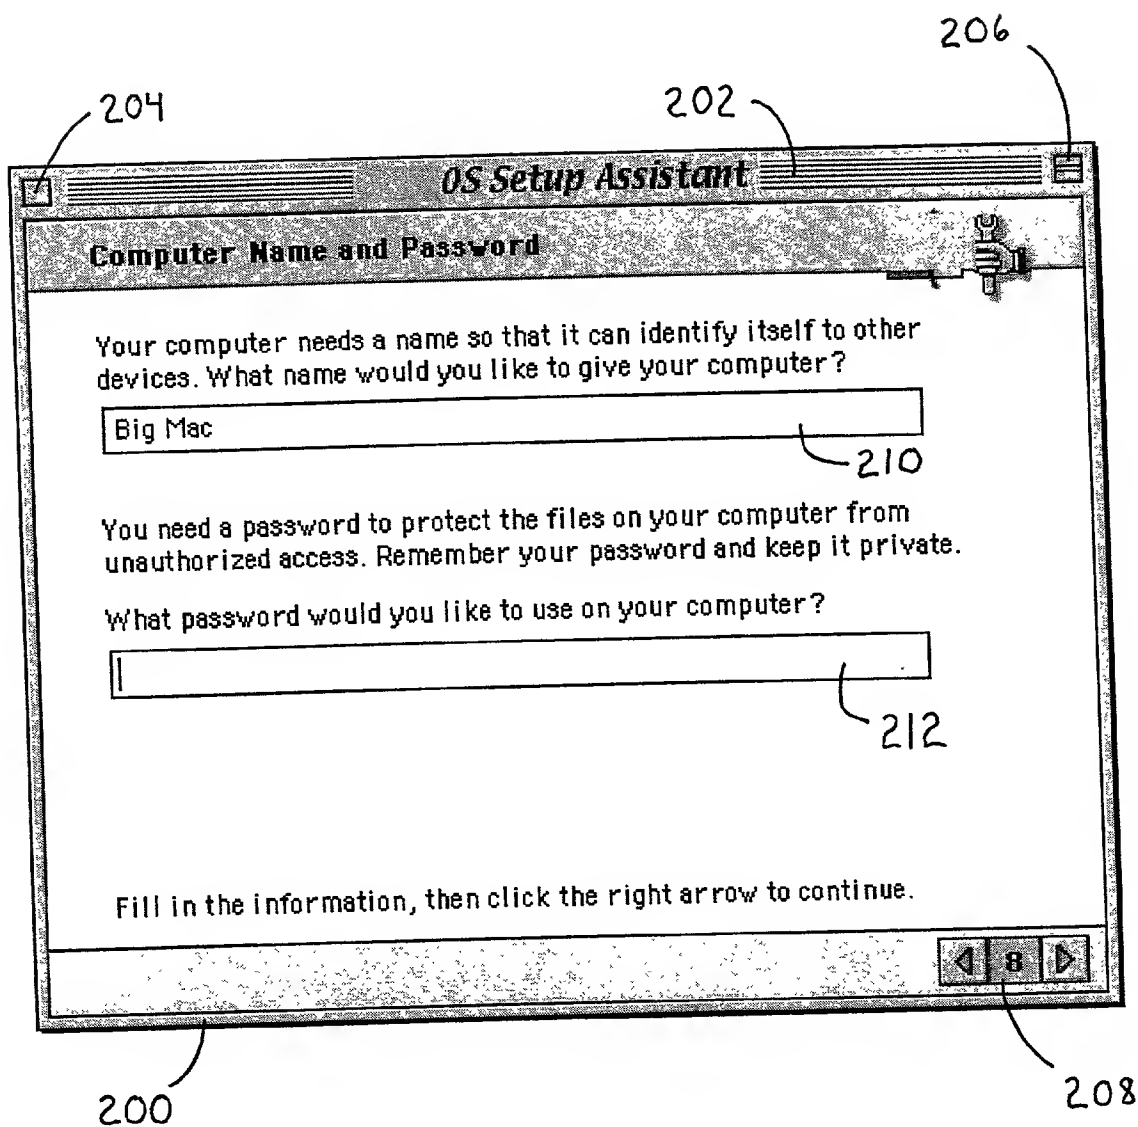 206
204
202
OS Setup Assistant
Computer Name and Password
Your computer needs a name so that it can identify itself to other
devices. What name would you like to give your computer?
Big Mac
210
You need a password to protect the files on your computer from
unauthorized access. Remember your password and keep it private.
What password would you like to use on your computer?
212
Fill in the information, then click the right arrow to continue.
8
200
208